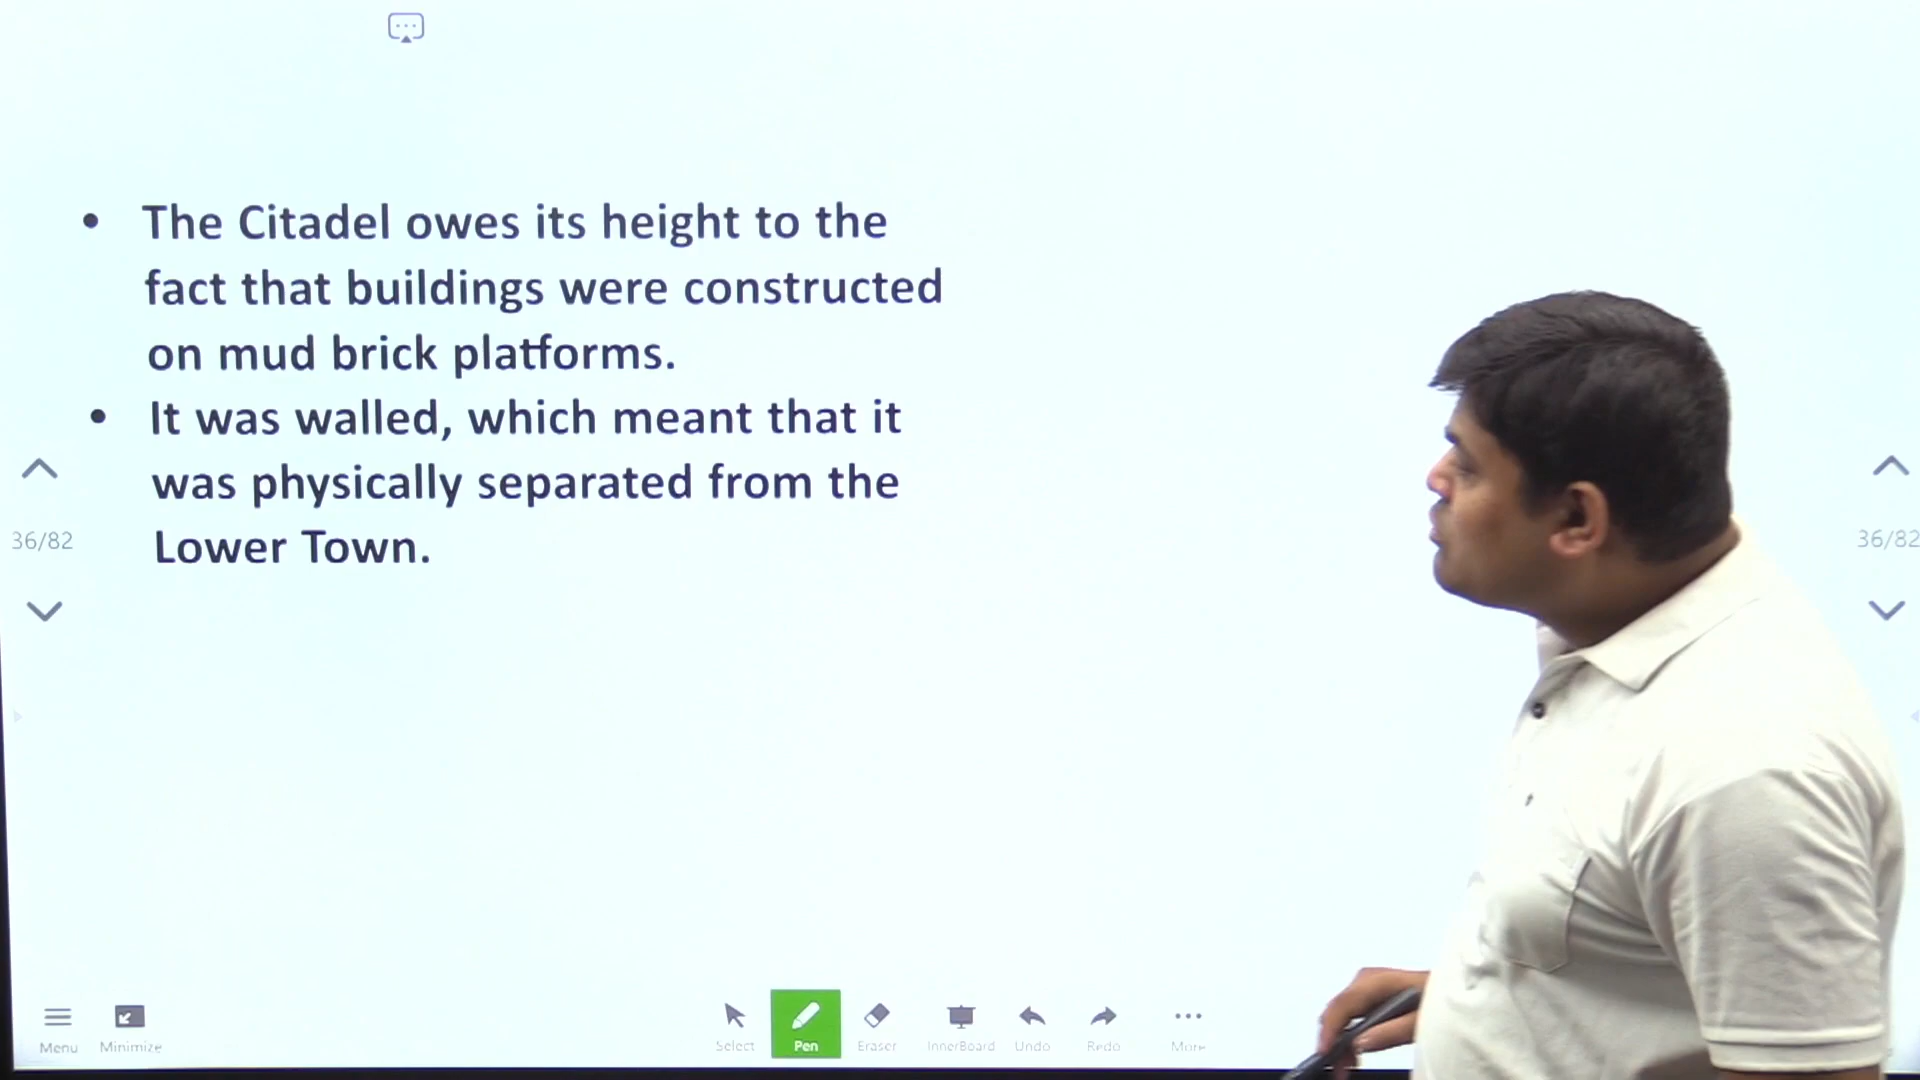 • The Citadel owes its height to the
fact that buildings were constructed
on mud brick platforms.
• It was walled, which meant that it
was physically separated from the
Lower Town.
36/82
36/82
Menu
Minimize
Select
Pen
Eraser
InnerBoard
Undo
Redo
More